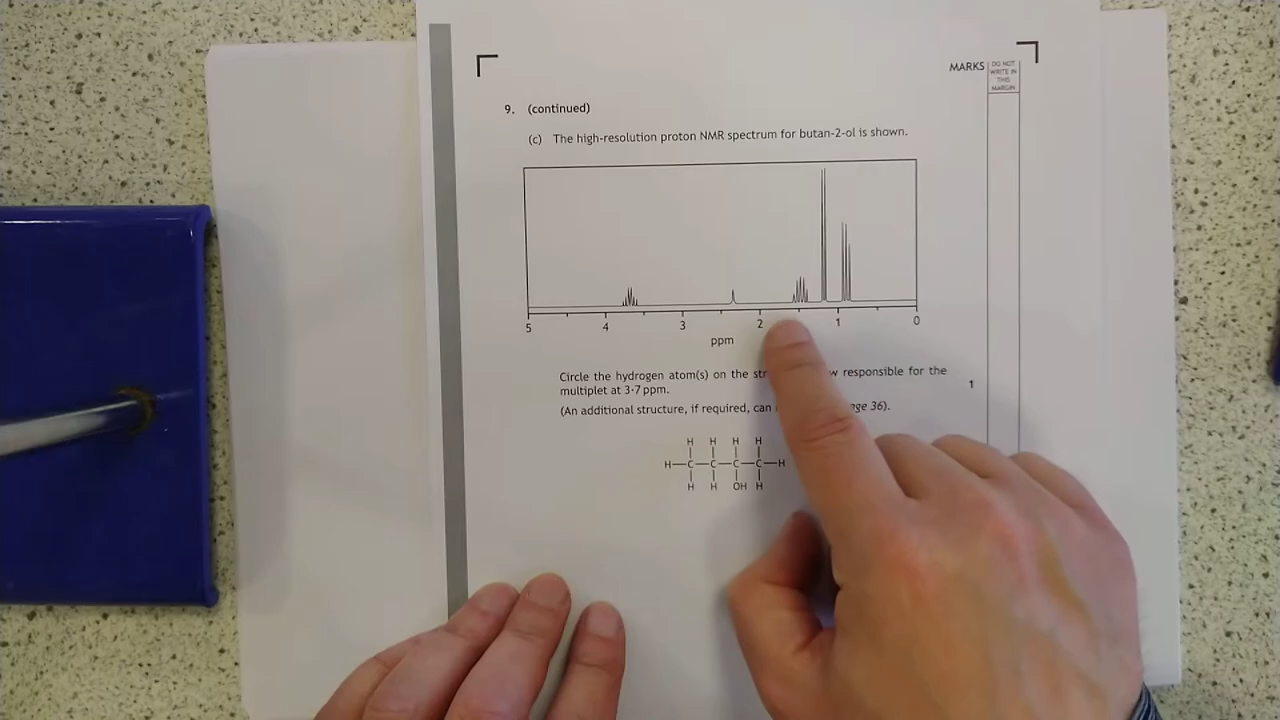 MARKS
DO NOT
WRITE IN
THIS
MARGIN
9. (continued)
(c) The high-resolution proton NMR spectrum for butan-2-ol is shown.
5 4 3 2 1 0
ppm
Circle the hydrogen atom(s) on the responsible for the
multiplet at 3·7 ppm.
1
(An additional structure, if required, can 36).
H H H H
H—C—C—C—C—H
H H OH H